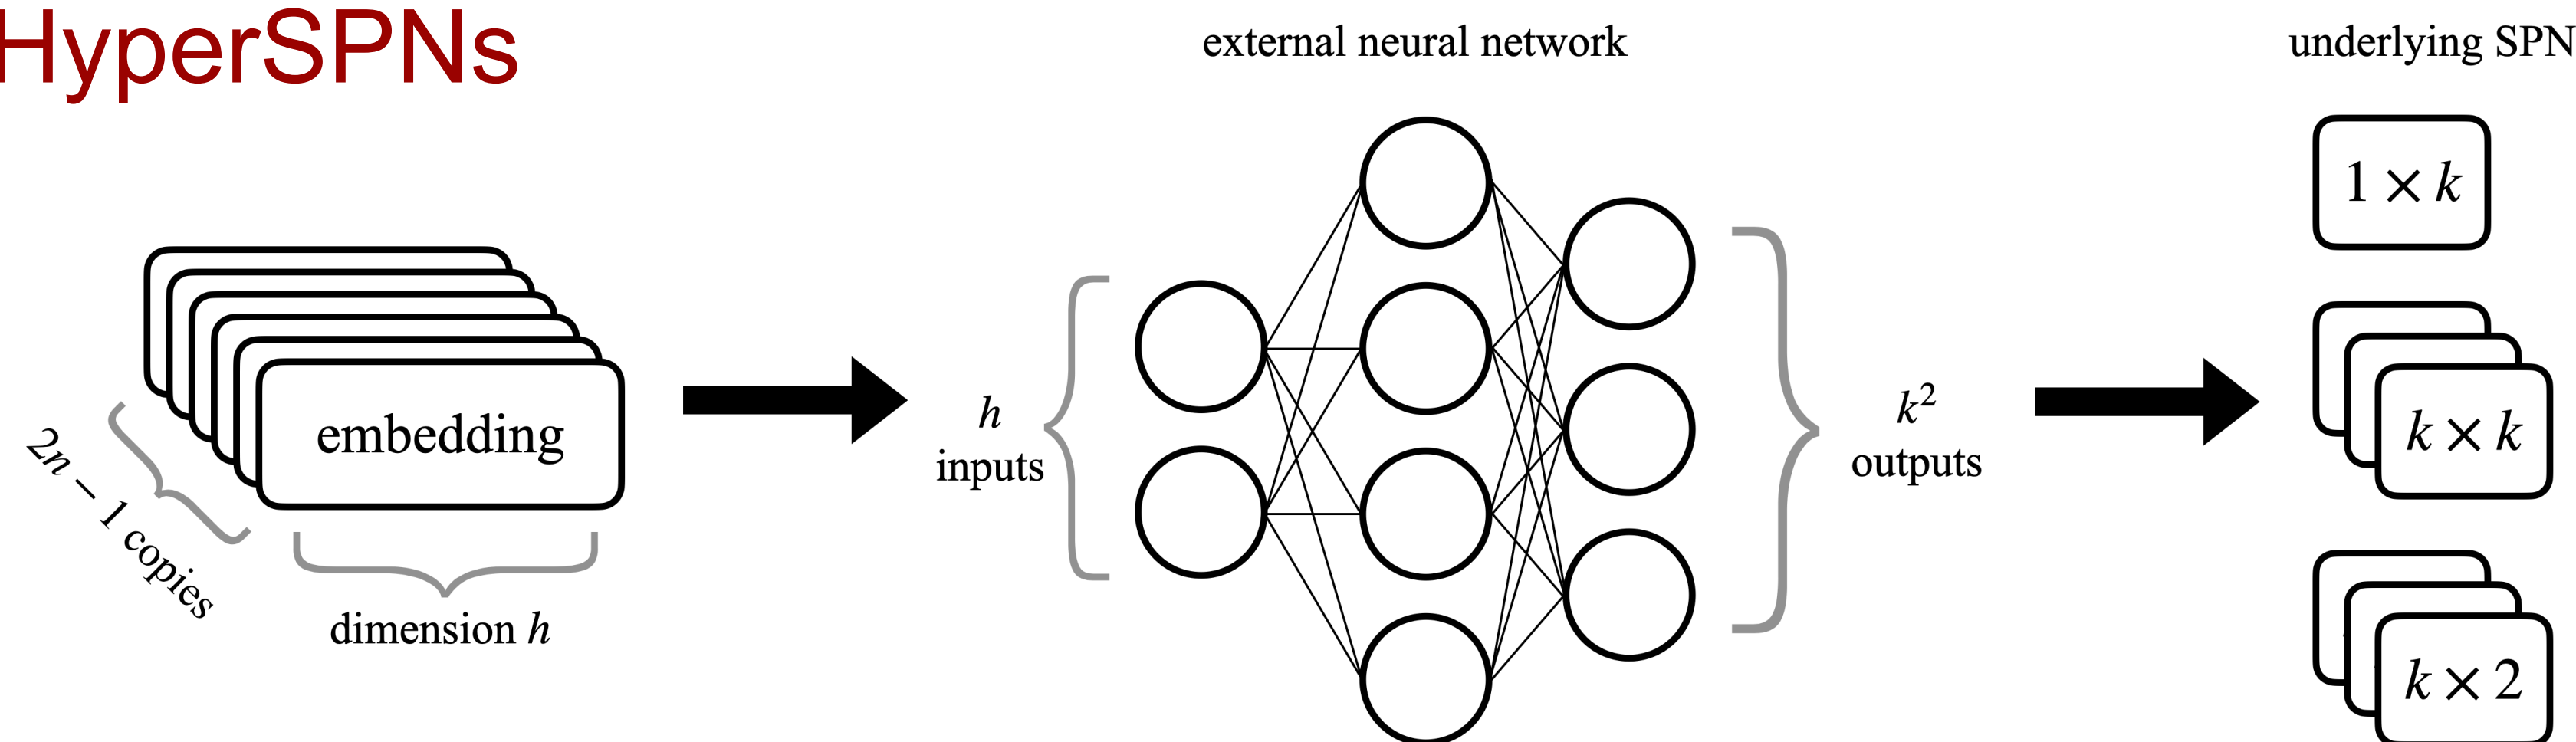 HyperSPNs
external neural network
underlying SPN
embedding
2n − 1 copies
dimension h
h
inputs
k²
outputs
1 × k
k × k
k × 2